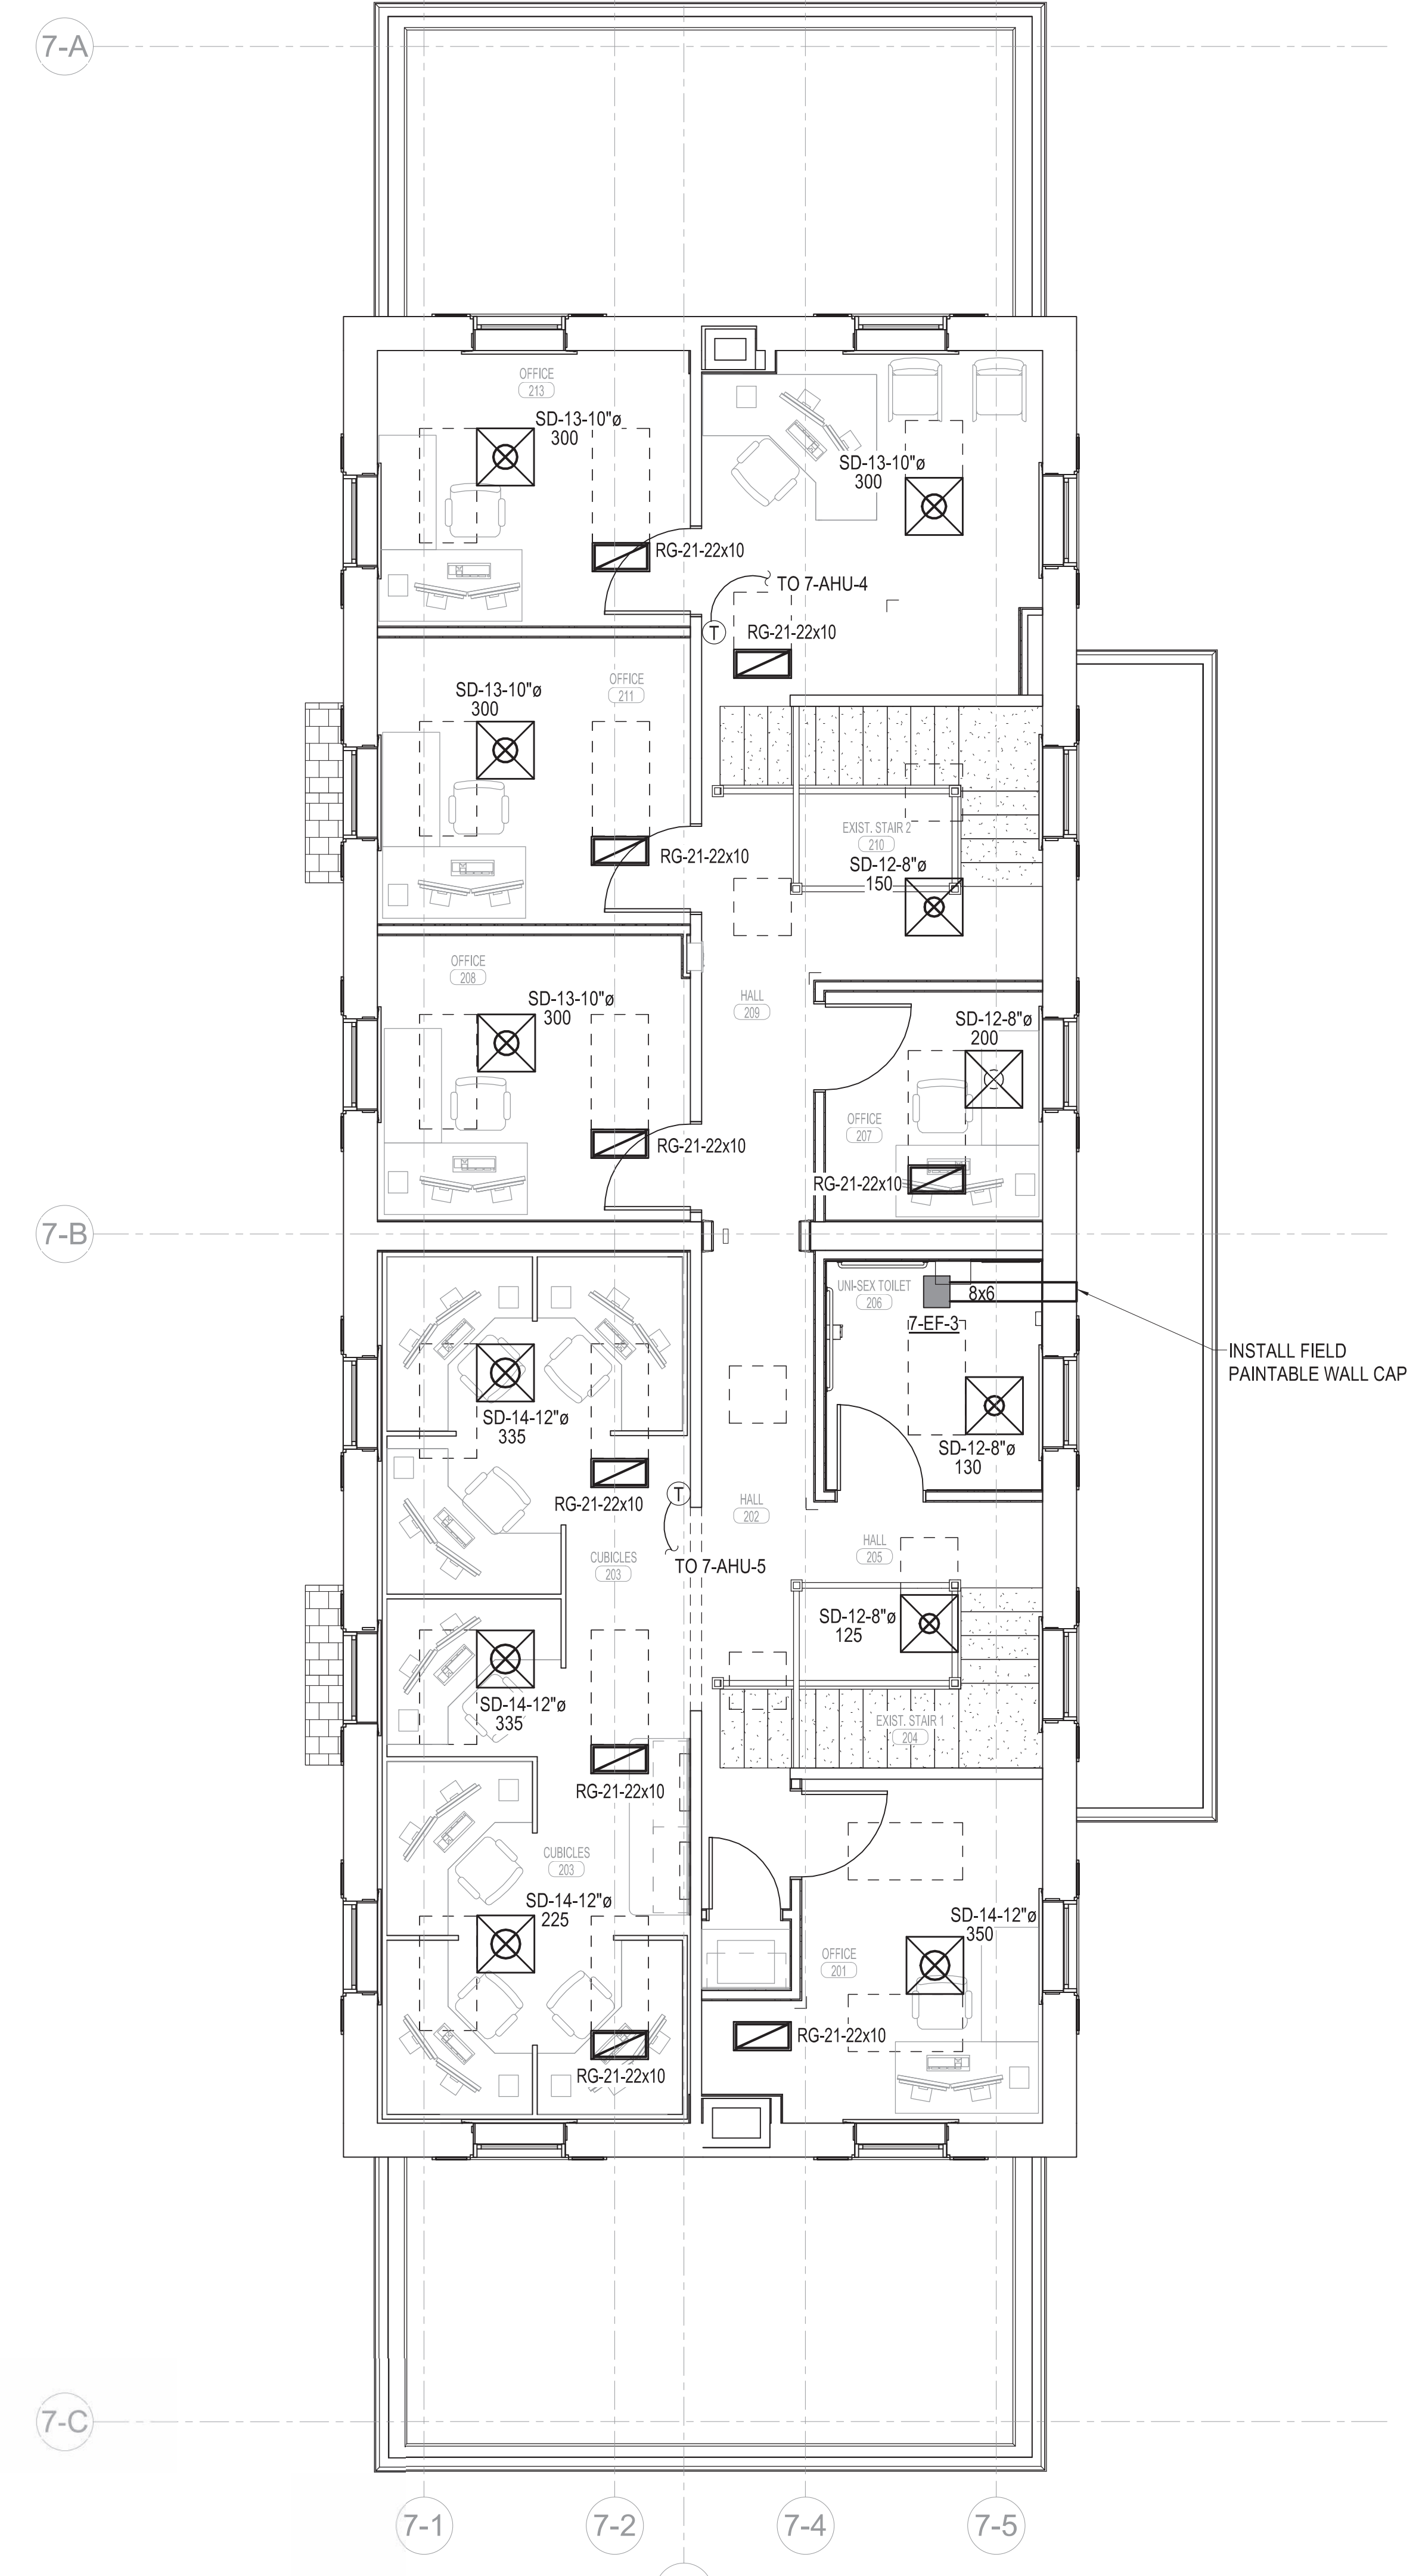 7-A
OFFICE
213
SD-13-10"ø
300
SD-13-10"ø
300
RG-21-22x10
TO 7-AHU-4
T
RG-21-22x10
OFFICE
211
SD-13-10"ø
300
EXIST. STAIR 2
210
SD-12-8"ø
150
RG-21-22x10
OFFICE
208
SD-13-10"ø
300
HALL
209
SD-12-8"ø
200
OFFICE
207
RG-21-22x10
RG-21-22x10
7-B
UNI-SEX TOILET
206
8x6
7-EF-3
INSTALL FIELD
PAINTABLE WALL CAP
SD-14-12"ø
335
SD-12-8"ø
130
RG-21-22x10
T
HALL
202
HALL
205
CUBICLES
203
TO 7-AHU-5
SD-12-8"ø
125
SD-14-12"ø
335
EXIST. STAIR 1
204
RG-21-22x10
CUBICLES
203
SD-14-12"ø
225
SD-14-12"ø
350
OFFICE
201
RG-21-22x10
RG-21-22x10
7-C
7-1
7-2
7-4
7-5